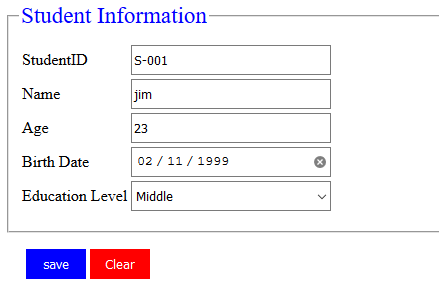 Student Information
StudentID S-001
Name jim
Age 23
Birth Date 02 / 11 / 1999
Education Level Middle
save Clear